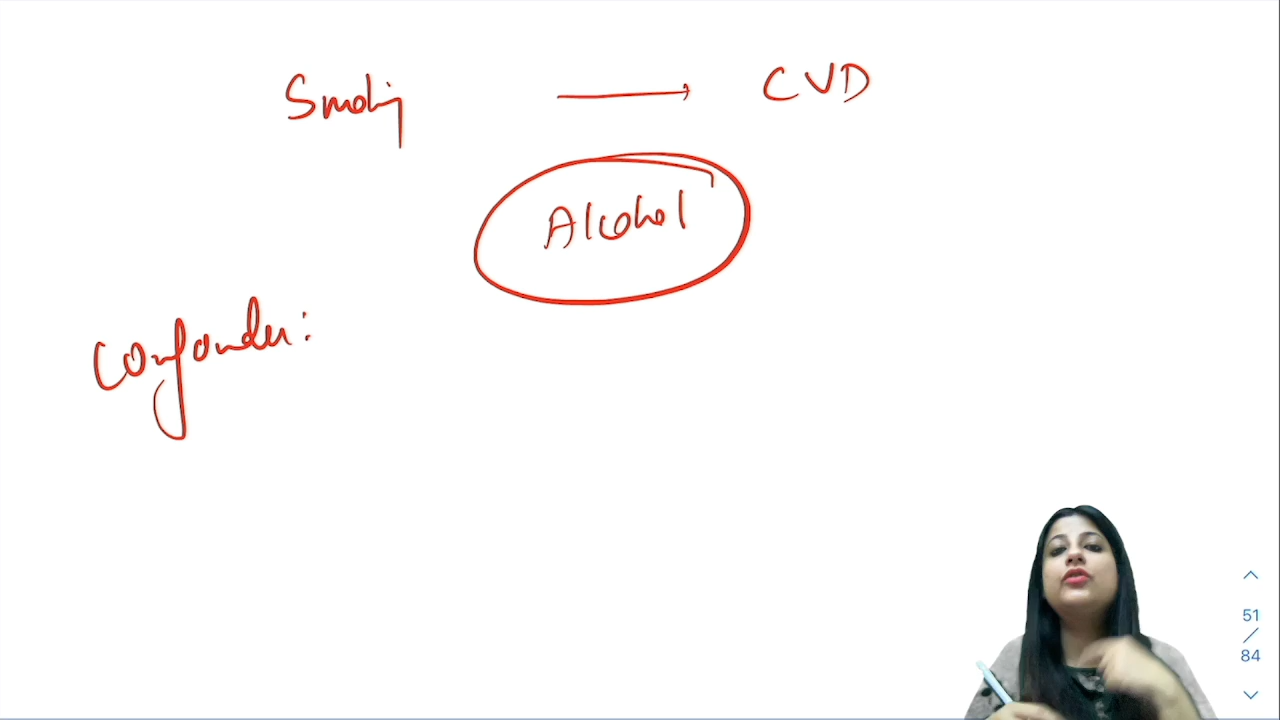 Smoking → CVD
Alcohol
Confounder:
51
/
84